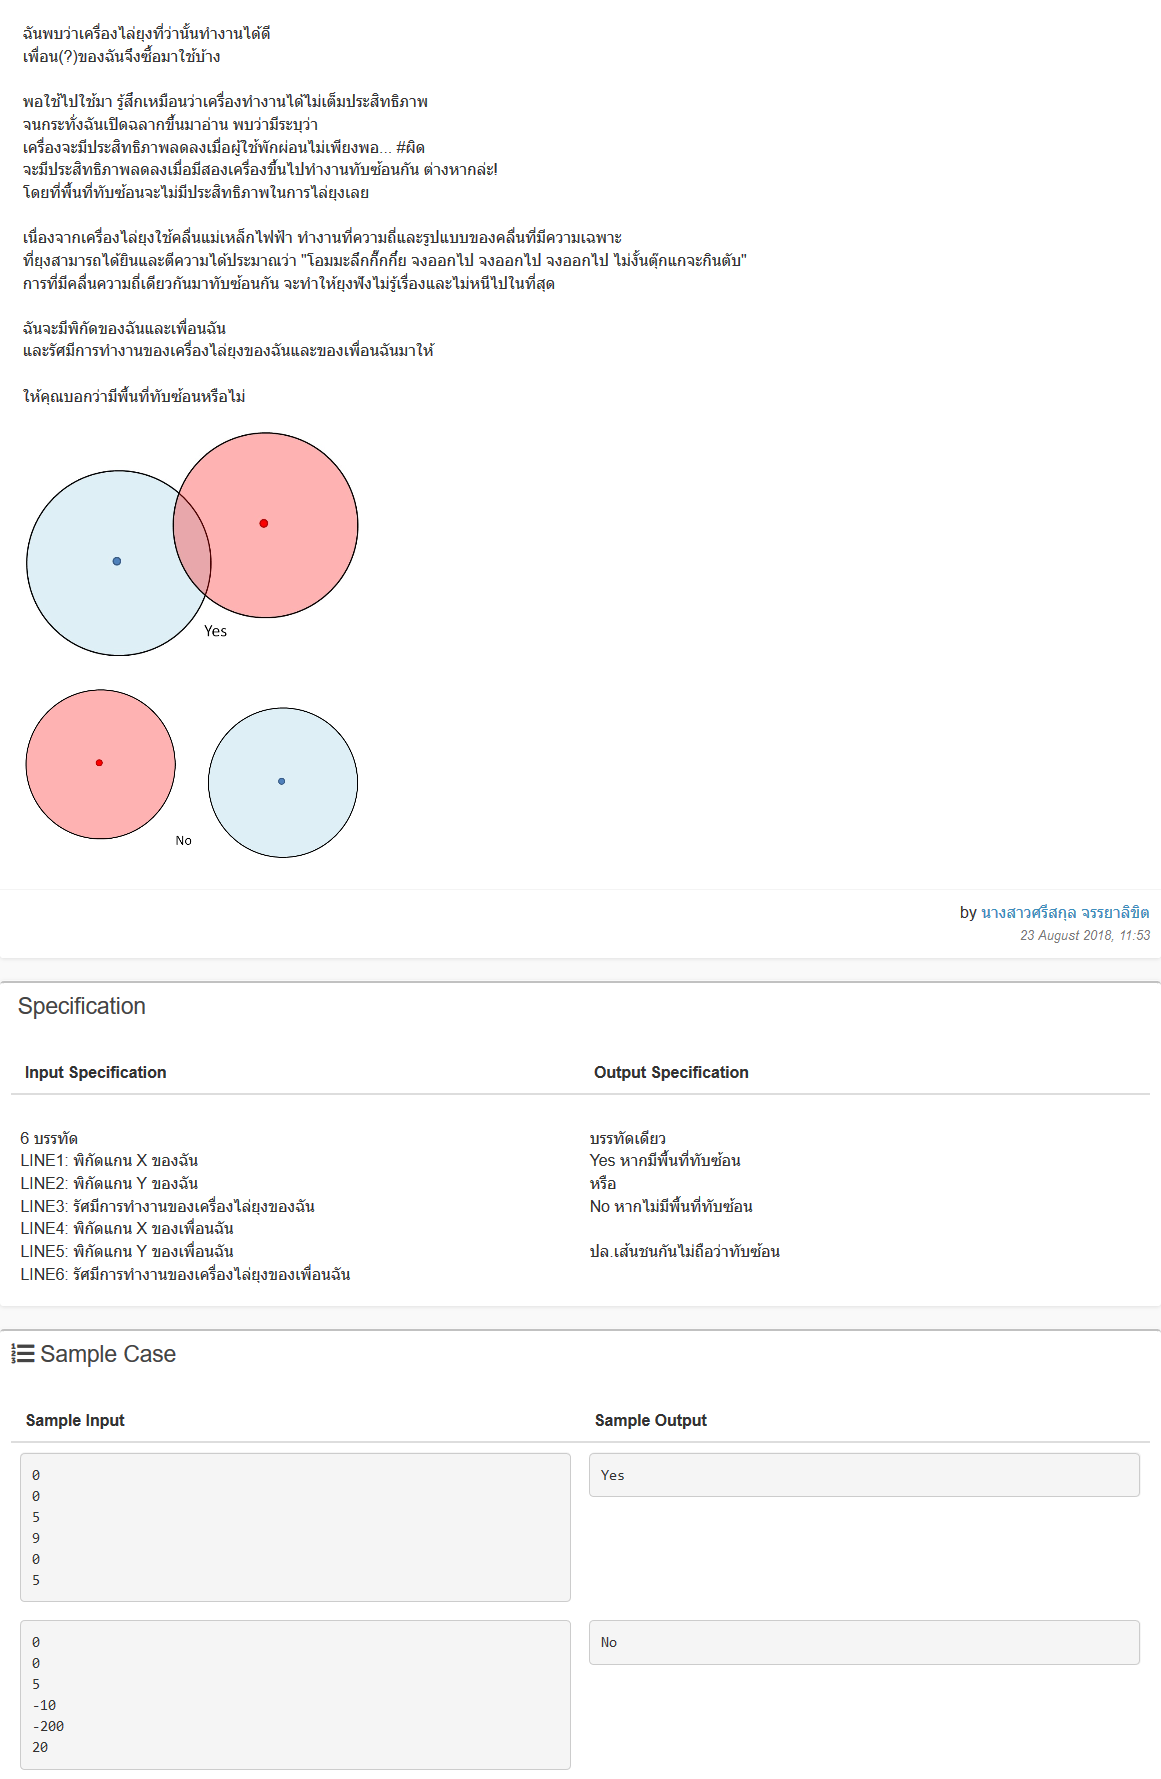 ฉันพบว่าเครื่องไล่ยุงที่ว่านั้นทำงานได้ดี
เพื่อน(?)ของฉันจึงซื้อมาใช้บ้าง
พอใช้ไปใช้มา รู้สึกเหมือนว่าเครื่องทำงานได้ไม่เต็มประสิทธิภาพ
จนกระทั่งฉันเปิดฉลากขึ้นมาอ่าน พบว่ามีระบุว่า
เครื่องจะมีประสิทธิภาพลดลงเมื่อผู้ใช้พักผ่อนไม่เพียงพอ... #ผิด
จะมีประสิทธิภาพลดลงเมื่อมีสองเครื่องขึ้นไปทำงานทับซ้อนกัน ต่างหากล่ะ!
โดยที่พื้นที่ทับซ้อนจะไม่มีประสิทธิภาพในการไล่ยุงเลย
เนื่องจากเครื่องไล่ยุงใช้คลื่นแม่เหล็กไฟฟ้า ทำงานที่ความถี่และรูปแบบของคลื่นที่มีความเฉพาะ
ที่ยุงสามารถได้ยินและตีความได้ประมาณว่า "โอมมะลึกกึ๊กกึ๋ย จงออกไป จงออกไป จงออกไป ไม่งั้นตุ๊กแกจะกินตับ"
การที่มีคลื่นความถี่เดียวกันมาทับซ้อนกัน จะทำให้ยุงฟังไม่รู้เรื่องและไม่หนีไปในที่สุด
ฉันจะมีพิกัดของฉันและเพื่อนฉัน
และรัศมีการทำงานของเครื่องไล่ยุงของฉันและของเพื่อนฉันมาให้
ให้คุณบอกว่ามีพื้นที่ทับซ้อนหรือไม่
Yes
No
by นางสาวศรีสกุล จรรยาลิขิต
23 August 2018, 11:53
Specification
Input Specification
Output Specification
6 บรรทัด
LINE1: พิกัดแกน X ของฉัน
LINE2: พิกัดแกน Y ของฉัน
LINE3: รัศมีการทำงานของเครื่องไล่ยุงของฉัน
LINE4: พิกัดแกน X ของเพื่อนฉัน
LINE5: พิกัดแกน Y ของเพื่อนฉัน
LINE6: รัศมีการทำงานของเครื่องไล่ยุงของเพื่อนฉัน
บรรทัดเดียว
Yes หากมีพื้นที่ทับซ้อน
หรือ
No หากไม่มีพื้นที่ทับซ้อน
ปล.เส้นชนกันไม่ถือว่าทับซ้อน
Sample Case
Sample Input
Sample Output
0
0
5
9
0
5
Yes
0
0
5
-10
-200
20
No